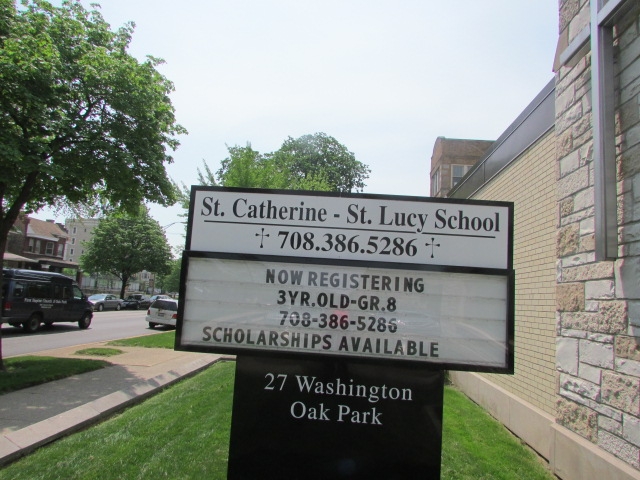 St. Catherine - St. Lucy School
† 708.386.5286 †
NOW REGISTERING
3YR.OLD-GR.8
708-386-5286
SCHOLARSHIPS AVAILABLE
27 Washington
Oak Park